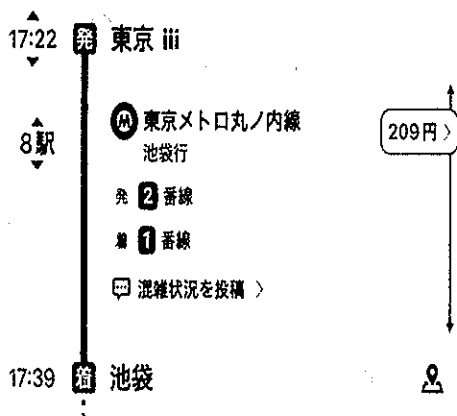 17:22 発 東京 iii
8駅
M 東京メトロ丸ノ内線
池袋行
209円 〉
発 2 番線
着 1 番線
混雑状況を投稿 〉
17:39 着 池袋